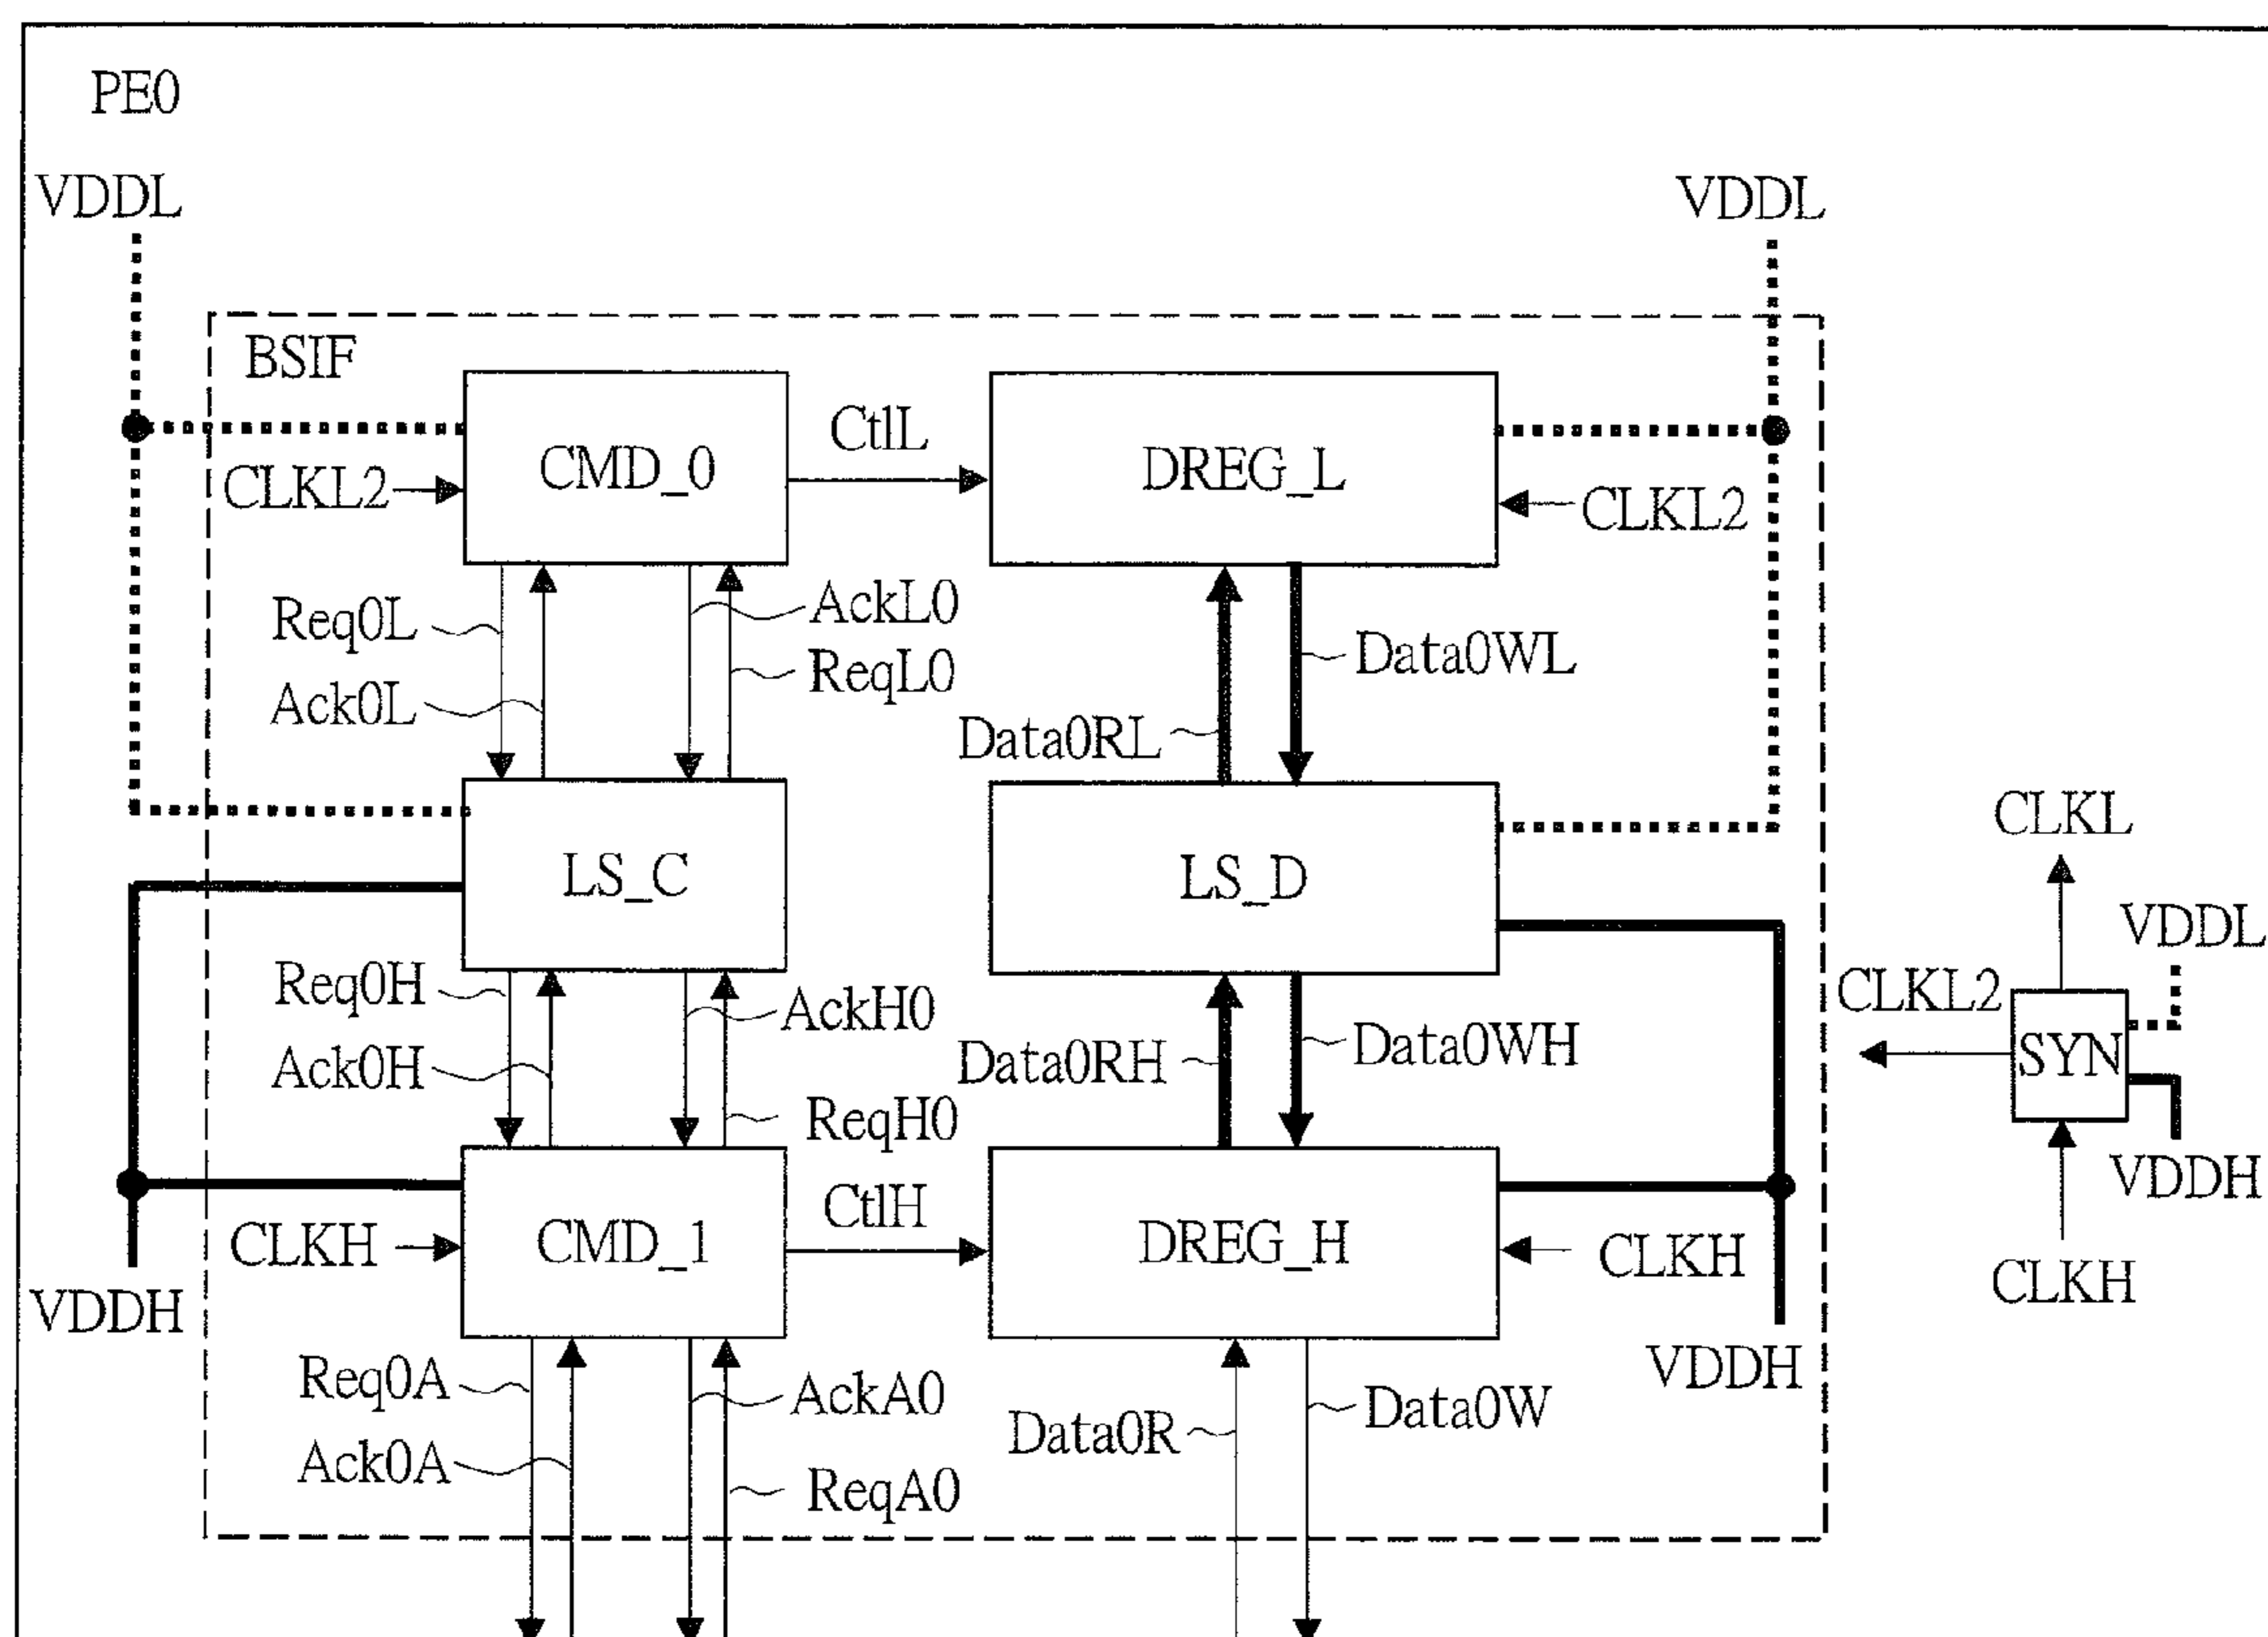 PE0
VDDL
VDDL
BSIF
CMD_0
CtlL
DREG_L
CLKL2
CLKL2
Req0L
AckL0
ReqL0
Ack0L
Data0WL
Data0RL
LS_C
LS_D
CLKL
VDDL
CLKL2
SYN
VDDH
CLKH
Req0H
AckH0
Ack0H
ReqH0
Data0WH
Data0RH
CMD_1
CtlH
DREG_H
CLKH
CLKH
VDDH
VDDH
Req0A
AckA0
Ack0A
ReqA0
Data0R
Data0W